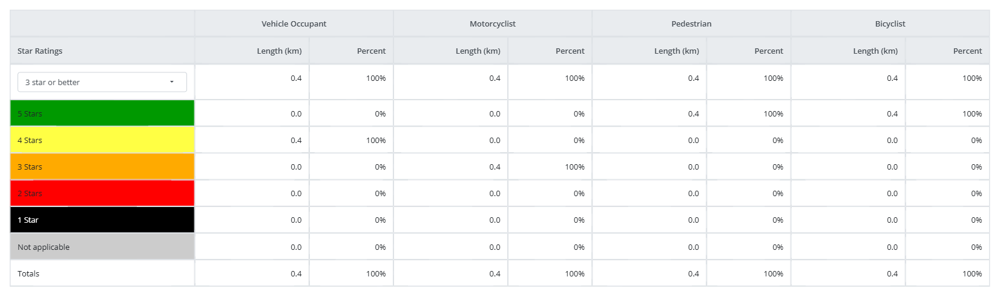 Vehicle Occupant Motorcyclist Pedestrian Bicyclist
Star Ratings Length (km) Percent Length (km) Percent Length (km) Percent Length (km) Percent
3 star or better 0.4 100% 0.4 100% 0.4 100% 0.4 100%
5 Stars 0.0 0% 0.0 0% 0.4 100% 0.4 100%
4 Stars 0.4 100% 0.0 0% 0.0 0% 0.0 0%
3 Stars 0.0 0% 0.4 100% 0.0 0% 0.0 0%
2 Stars 0.0 0% 0.0 0% 0.0 0% 0.0 0%
1 Star 0.0 0% 0.0 0% 0.0 0% 0.0 0%
Not applicable 0.0 0% 0.0 0% 0.0 0% 0.0 0%
Totals 0.4 100% 0.4 100% 0.4 100% 0.4 100%